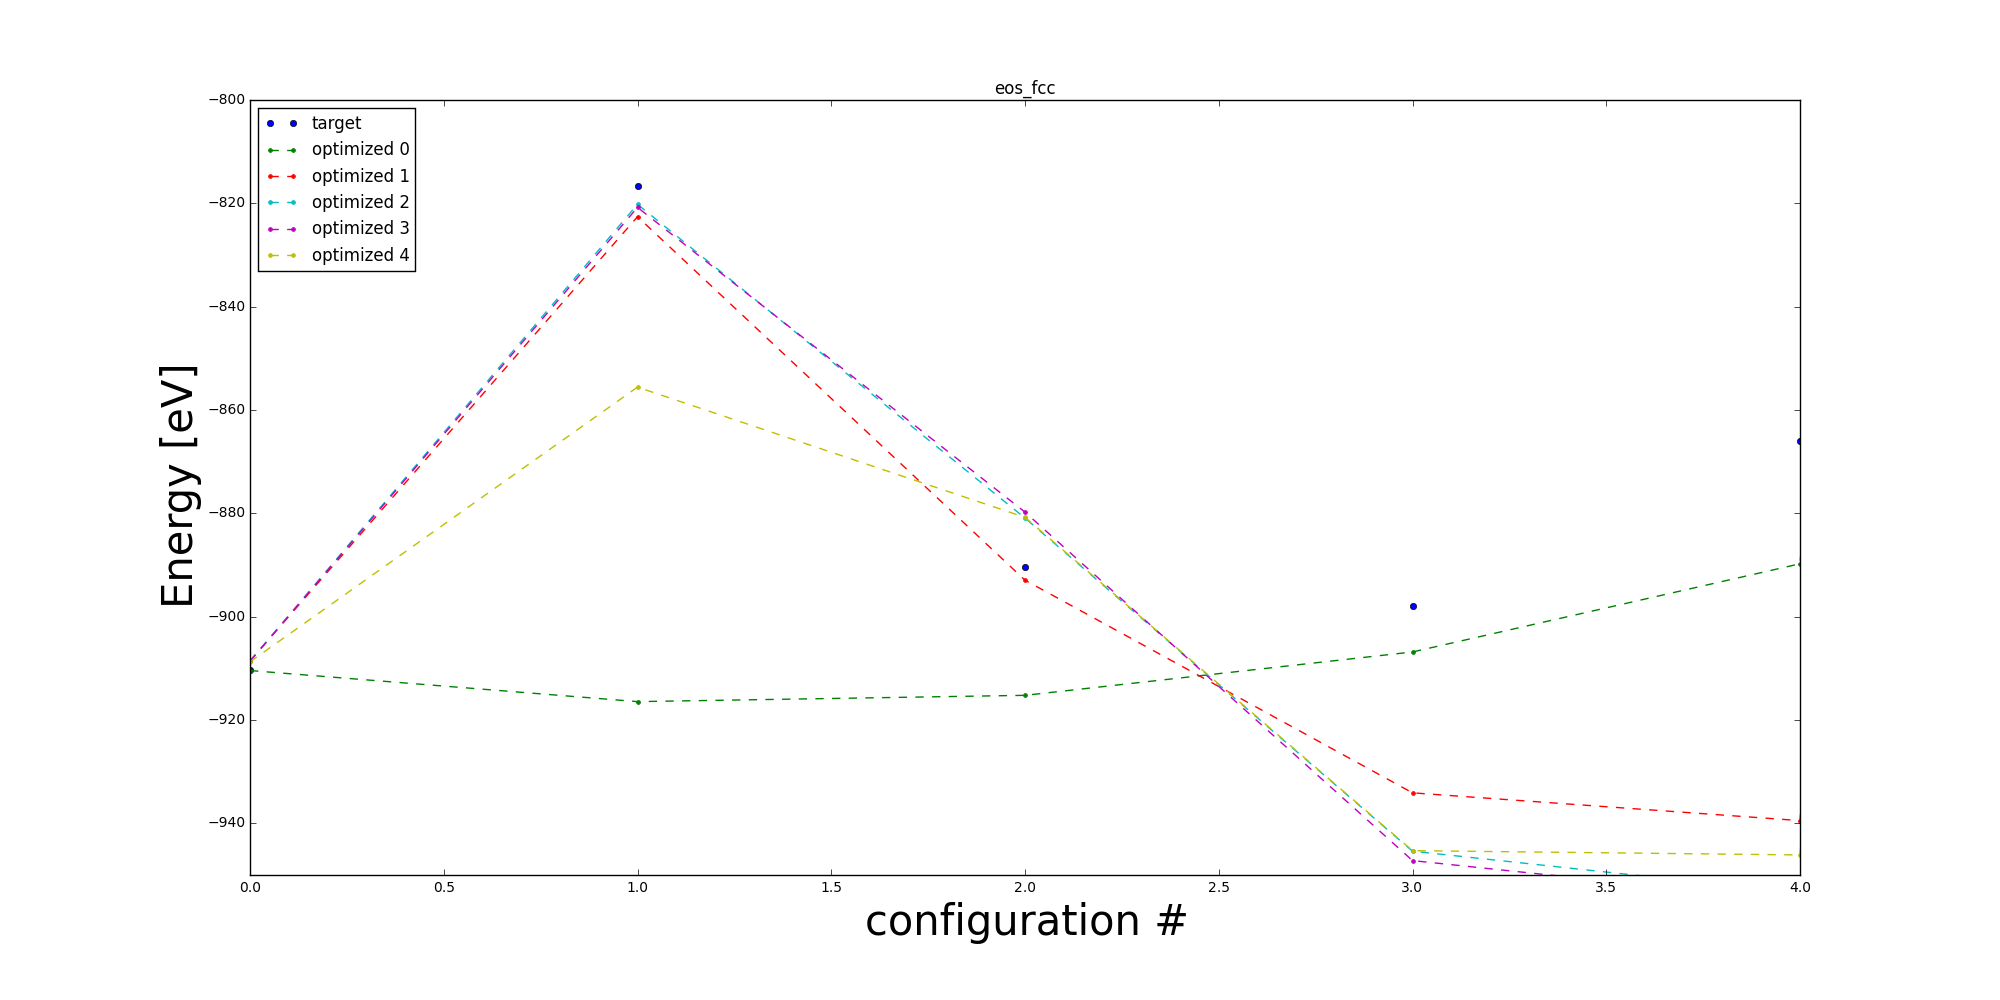 eos_fcc
target
optimized 0
optimized 1
optimized 2
optimized 3
optimized 4
Energy [eV]
−800
−820
−840
−860
−880
−900
−920
−940
0.0 0.5 1.0 1.5 2.0 2.5 3.0 3.5 4.0
configuration #